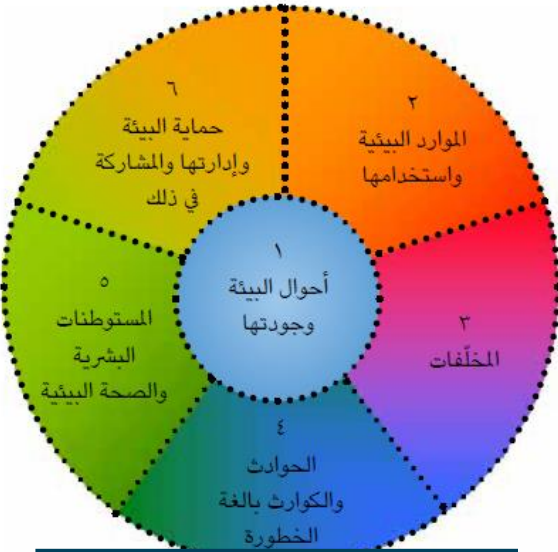 ١
أحوال البيئة
وجودتها
٢
الموارد البيئية
واستخدامها
٣
المخلّفات
٤
الحوادث
والكوارث بالغة
الخطورة
٥
المستوطنات
البشرية
والصحة البيئية
٦
حماية البيئة
وإدارتها والمشاركة
في ذلك